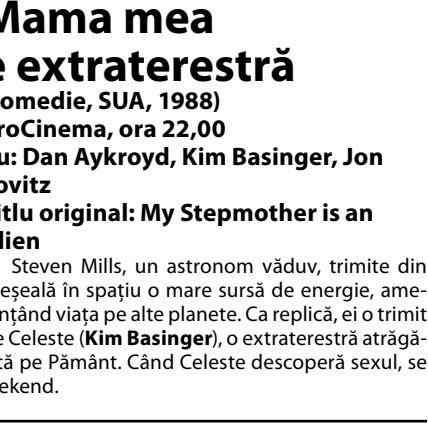 Mama mea
e extraterestră
omedie, SUA, 1988)
roCinema, ora 22,00
u: Dan Aykroyd, Kim Basinger, Jon
ovitz
itlu original: My Stepmother is an
lien
Steven Mills, un astronom văduv, trimite din
eșeală în spațiu o mare sursă de energie, ame-
nțând viața pe alte planete. Ca replică, ei o trimit
e Celeste (Kim Basinger), o extraterestră atrăgă-
tă pe Pământ. Când Celeste descoperă sexul, se
eekend.